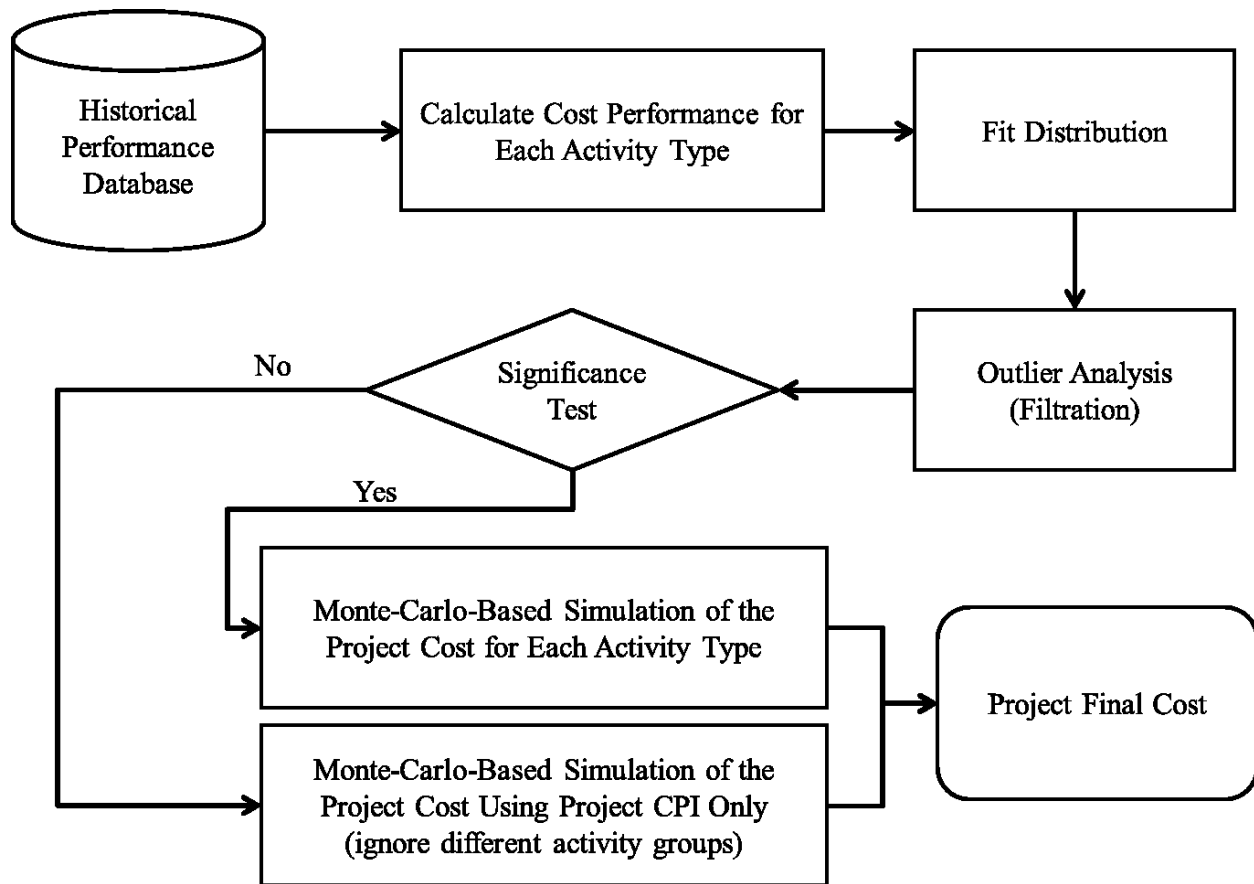 Historical
Performance
Database
Calculate Cost Performance for
Each Activity Type
Fit Distribution
Outlier Analysis
(Filtration)
Significance
Test
No
Yes
Monte-Carlo-Based Simulation of the
Project Cost for Each Activity Type
Monte-Carlo-Based Simulation of the
Project Cost Using Project CPI Only
(ignore different activity groups)
Project Final Cost